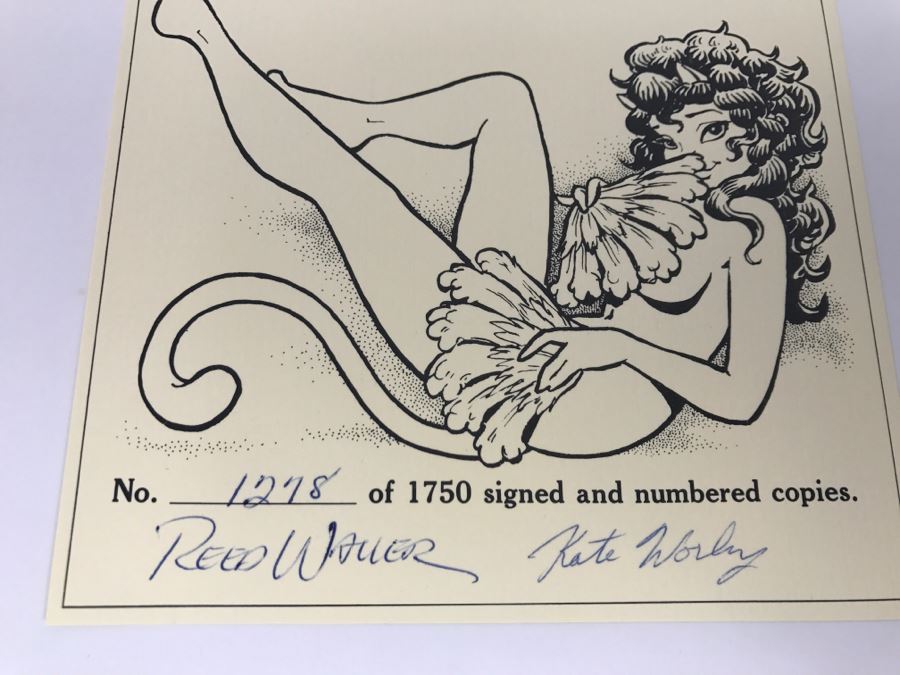 No. 1278 of 1750 signed and numbered copies.
Reed Waller Kate Worley